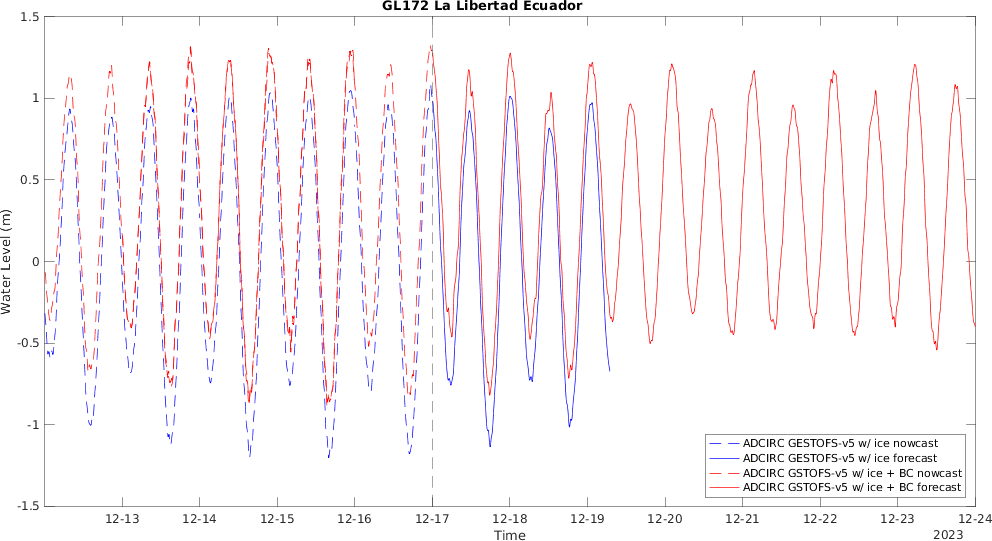 GL172 La Libertad Ecuador
1.5
1
0.5
0
-0.5
-1
-1.5
Water Level (m)
12-13
12-14
12-15
12-16
12-17
12-18
12-19
12-20
12-21
12-22
12-23
12-24
Time
2023
ADCIRC GESTOFS-v5 w/ ice nowcast
ADCIRC GESTOFS-v5 w/ ice forecast
ADCIRC GSTOFS-v5 w/ ice + BC nowcast
ADCIRC GSTOFS-v5 w/ ice + BC forecast